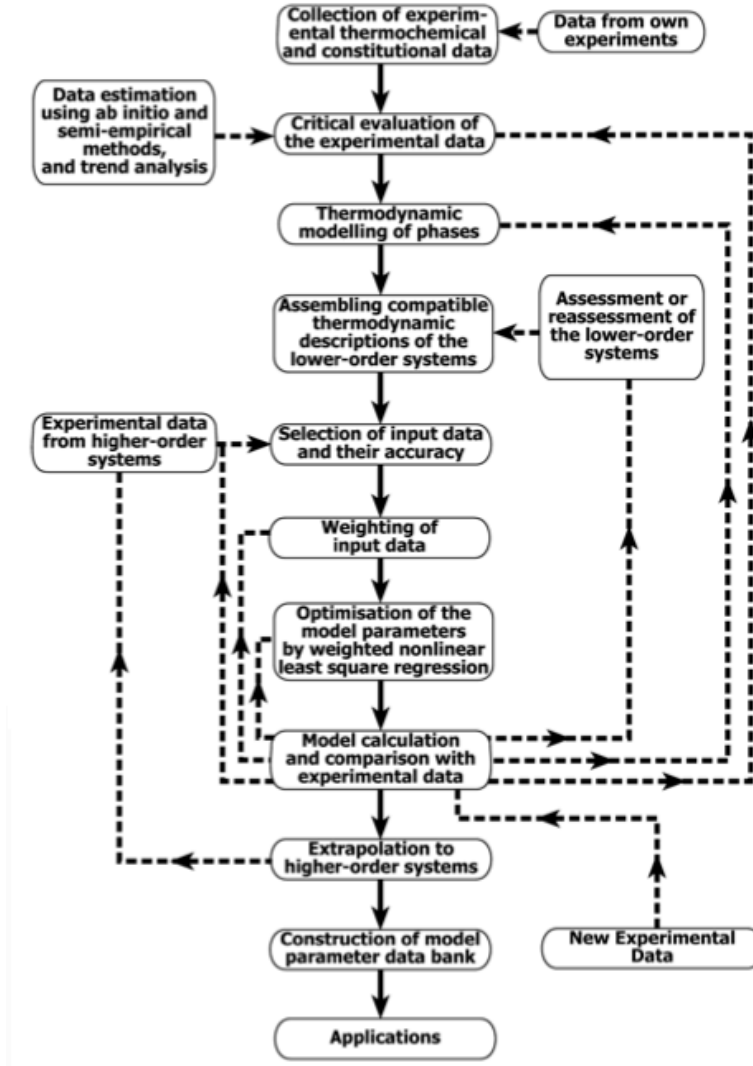 Collection of experim-
ental thermochemical
and constitutional data
Data from own
experiments
Data estimation
using ab initio and
semi-empirical
methods,
and trend analysis
Critical evaluation of
the experimental data
Thermodynamic
modelling of phases
Assembling compatible
thermodynamic
descriptions of the
lower-order systems
Assessment or
reassessment of
the lower-order
systems
Experimental data
from higher-order
systems
Selection of input data
and their accuracy
Weighting of
input data
Optimisation of the
model parameters
by weighted nonlinear
least square regression
Model calculation
and comparison with
experimental data
Extrapolation to
higher-order systems
Construction of model
parameter data bank
New Experimental
Data
Applications